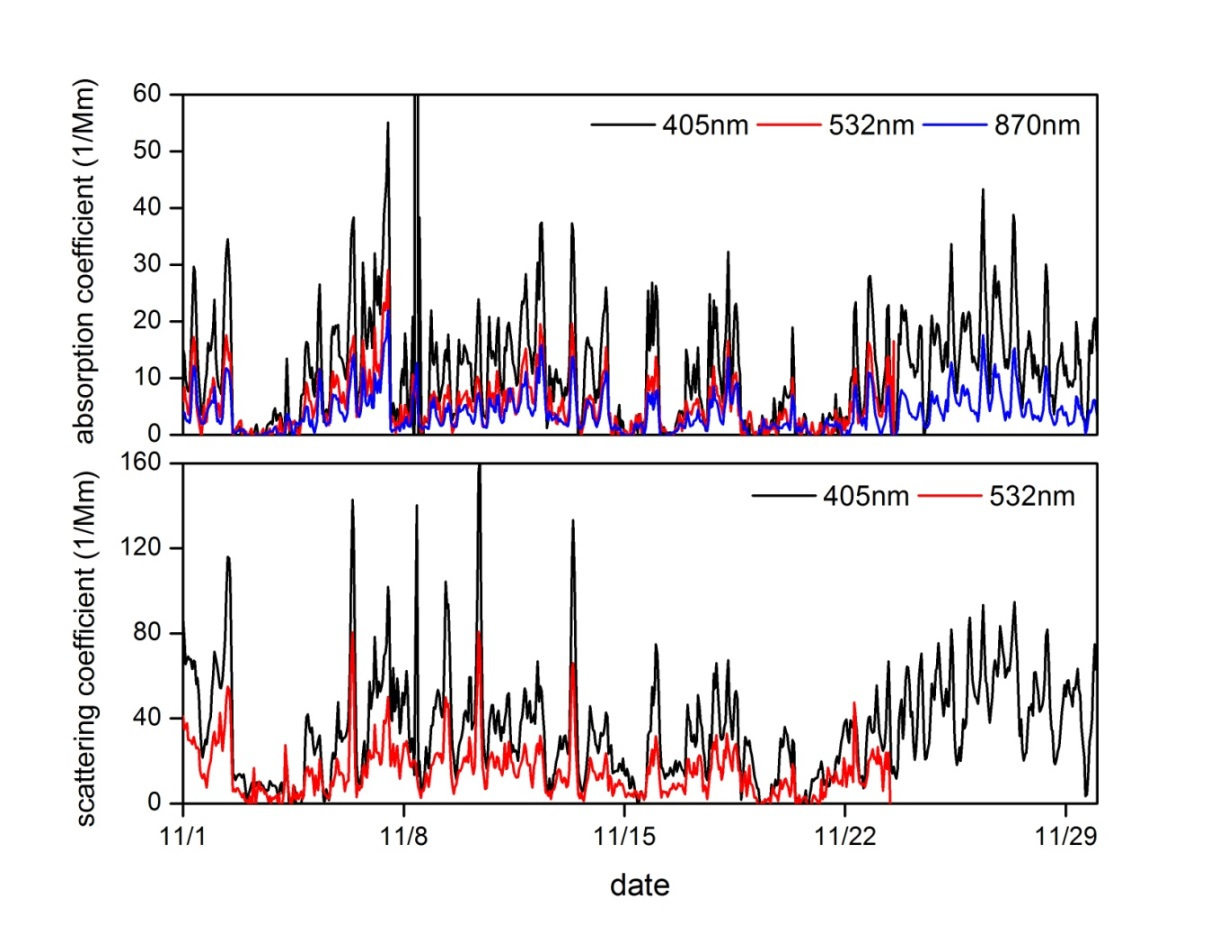 absorption coefficient (1/Mm)
60
50
40
30
20
10
0
405nm 532nm 870nm
scattering coefficient (1/Mm)
160
120
80
40
0
405nm 532nm
11/1 11/8 11/15 11/22 11/29
date